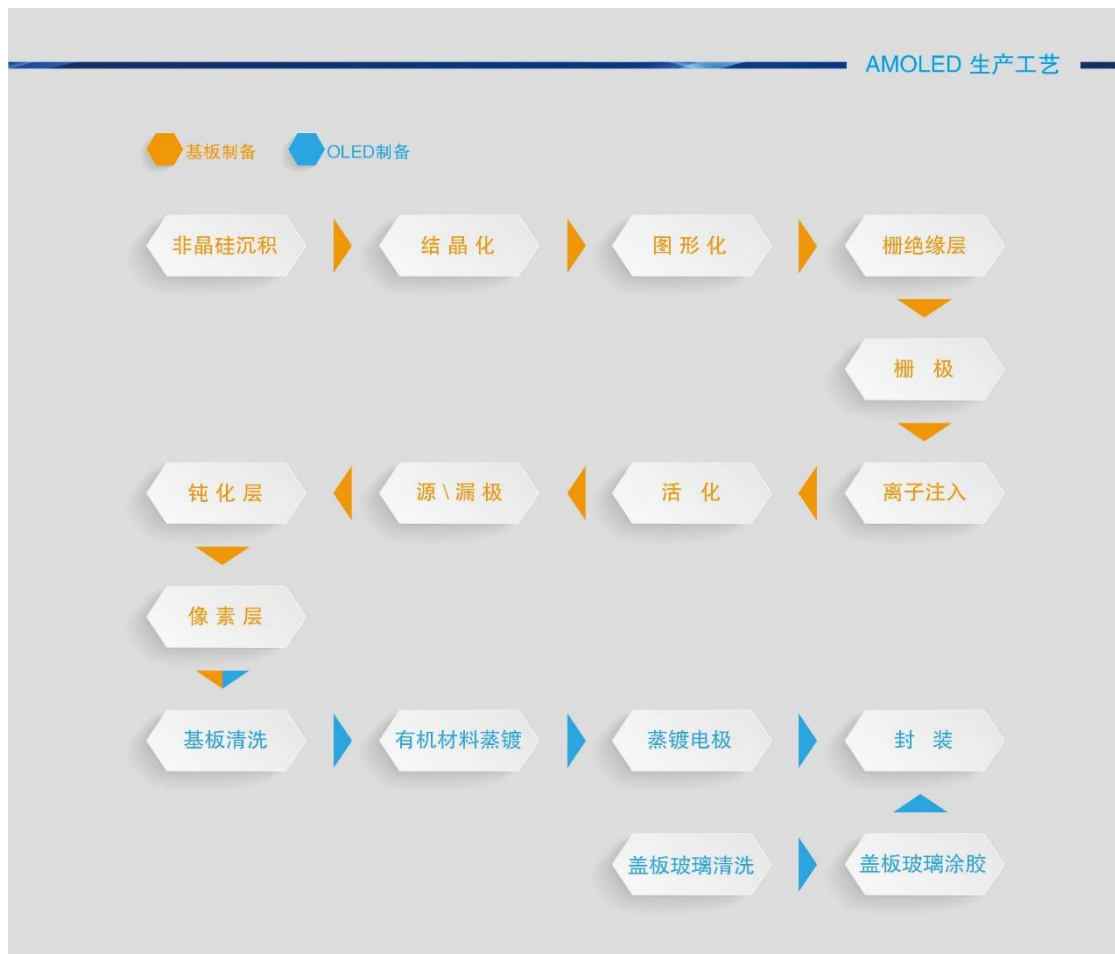 AMOLED 生产工艺
基板制备
OLED制备
非晶硅沉积
结晶化
图形化
栅绝缘层
栅极
离子注入
活化
源\漏极
钝化层
像素层
基板清洗
有机材料蒸镀
蒸镀电极
封装
盖板玻璃清洗
盖板玻璃涂胶